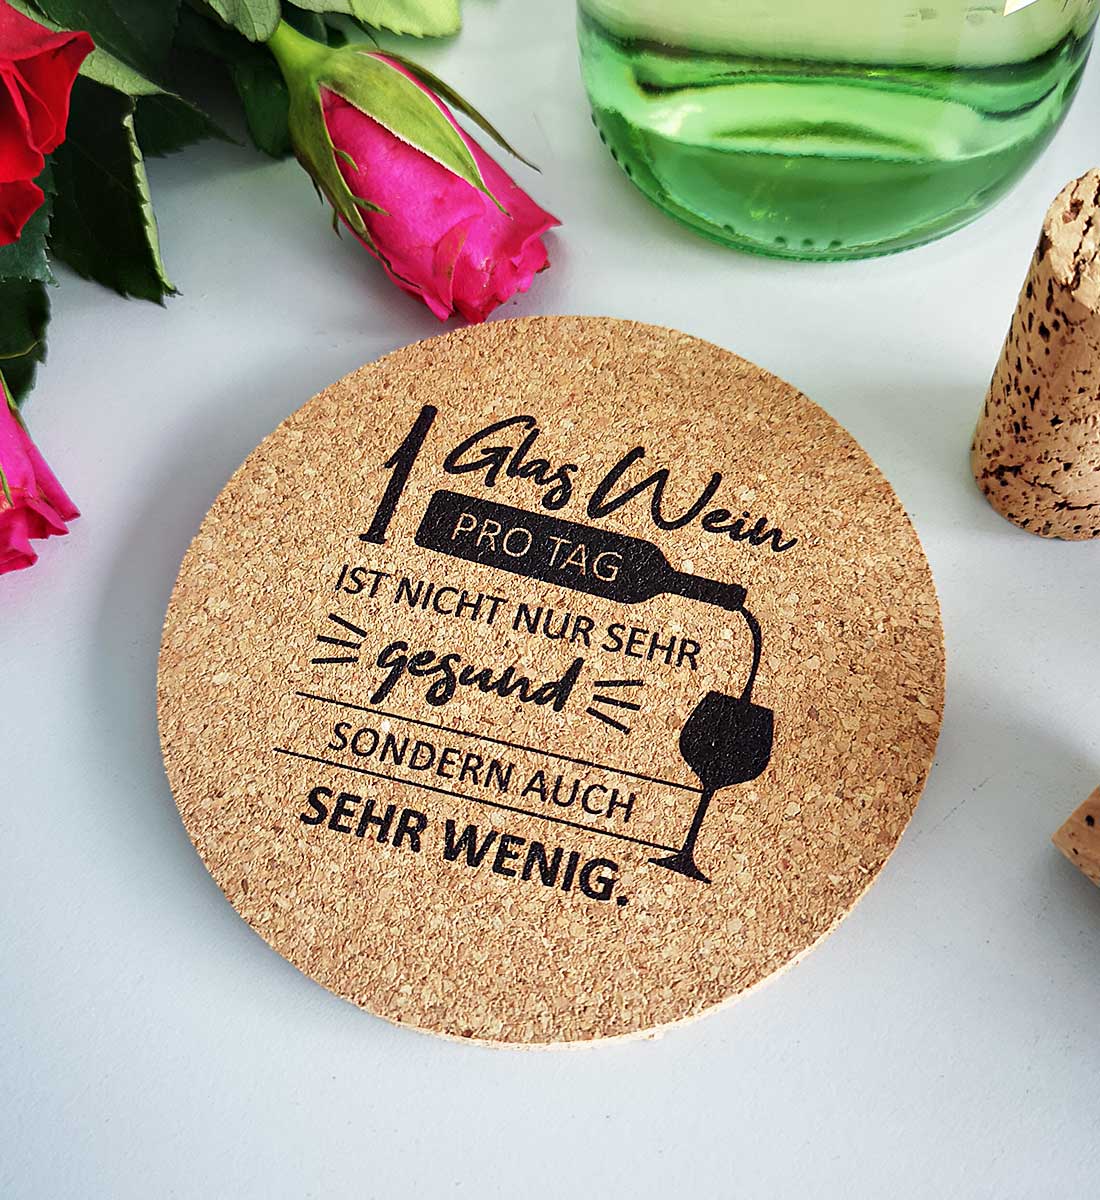 1 Glas Wein
PRO TAG
IST NICHT NUR SEHR
gesund
SONDERN AUCH
SEHR WENIG.